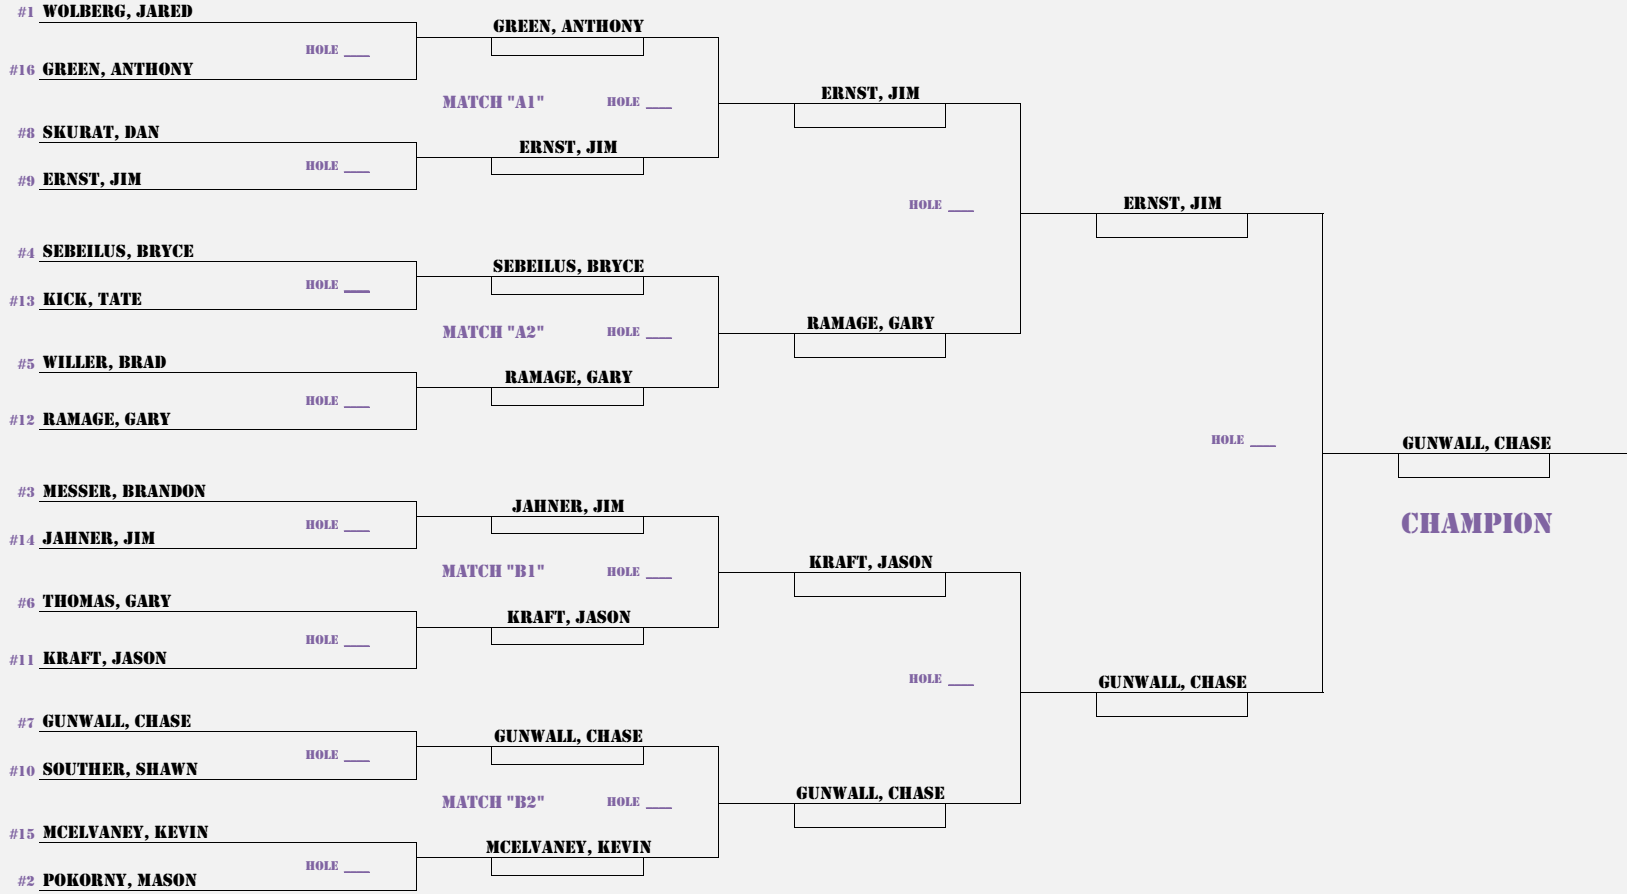 #1 WOLBERG, JARED
HOLE ___
#16 GREEN, ANTHONY
GREEN, ANTHONY
MATCH "A1" HOLE ___
#8 SKURAT, DAN
HOLE ___
#9 ERNST, JIM
ERNST, JIM
ERNST, JIM
HOLE ___
#4 SEBEILUS, BRYCE
HOLE ___
#13 KICK, TATE
SEBEILUS, BRYCE
MATCH "A2" HOLE ___
#5 WILLER, BRAD
HOLE ___
#12 RAMAGE, GARY
RAMAGE, GARY
RAMAGE, GARY
ERNST, JIM
HOLE ___
#3 MESSER, BRANDON
HOLE ___
#14 JAHNER, JIM
JAHNER, JIM
MATCH "B1" HOLE ___
#6 THOMAS, GARY
HOLE ___
#11 KRAFT, JASON
KRAFT, JASON
KRAFT, JASON
HOLE ___
#7 GUNWALL, CHASE
HOLE ___
#10 SOUTHER, SHAWN
GUNWALL, CHASE
MATCH "B2" HOLE ___
#15 MCELVANEY, KEVIN
HOLE ___
#2 POKORNY, MASON
MCELVANEY, KEVIN
GUNWALL, CHASE
GUNWALL, CHASE
GUNWALL, CHASE
CHAMPION